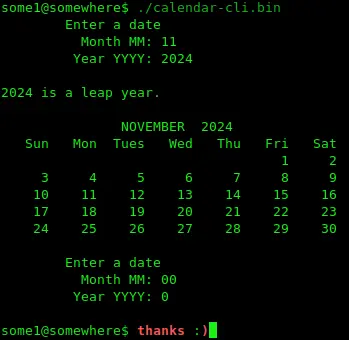 some1@somewhere$ ./calendar-cli.bin
Enter a date
Month MM: 11
Year YYYY: 2024
2024 is a leap year.
NOVEMBER 2024
Sun Mon Tues Wed Thu Fri Sat
1 2
3 4 5 6 7 8 9
10 11 12 13 14 15 16
17 18 19 20 21 22 23
24 25 26 27 28 29 30
Enter a date
Month MM: 00
Year YYYY: 0
some1@somewhere$ thanks :)